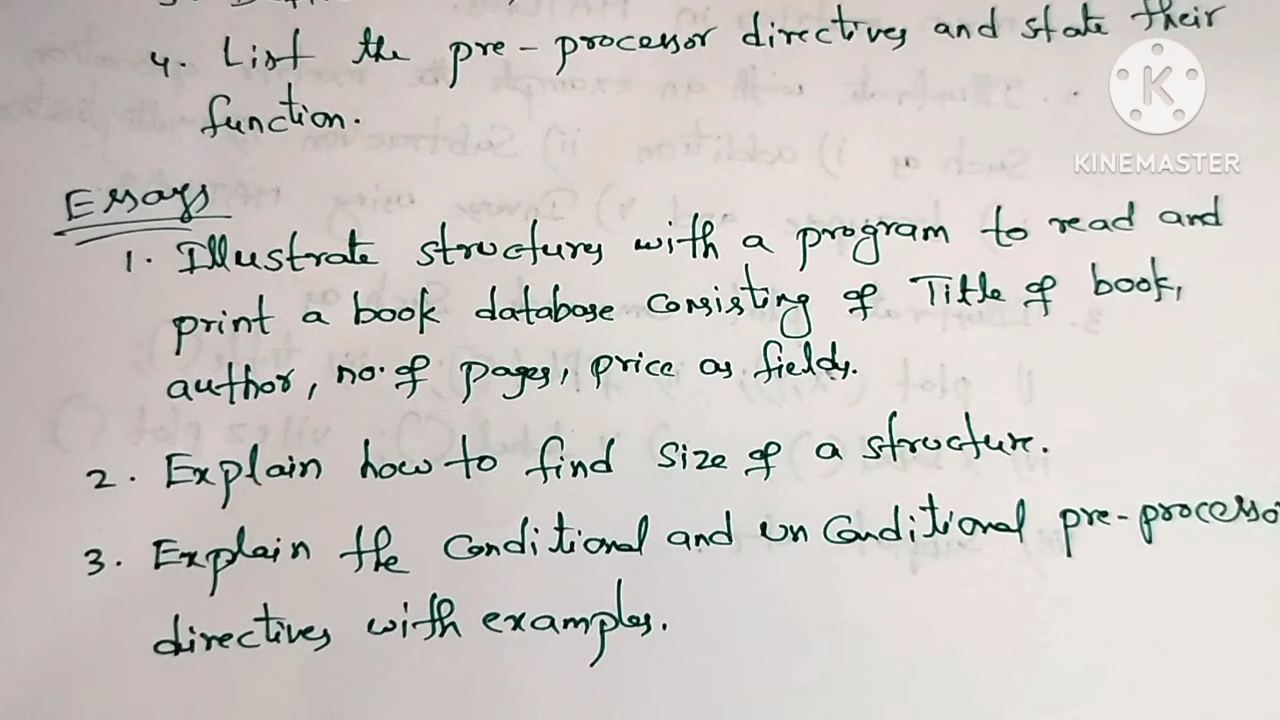 4. List the pre-processor directives and state their
function.
K
KINEMASTER
Essays
1. Illustrate structures with a program to read and
print a book database consisting of Title of book,
author, no. of pages, price as fields.
2. Explain how to find size of a structure.
3. Explain the conditional and un conditional pre-processo
directives with examples.